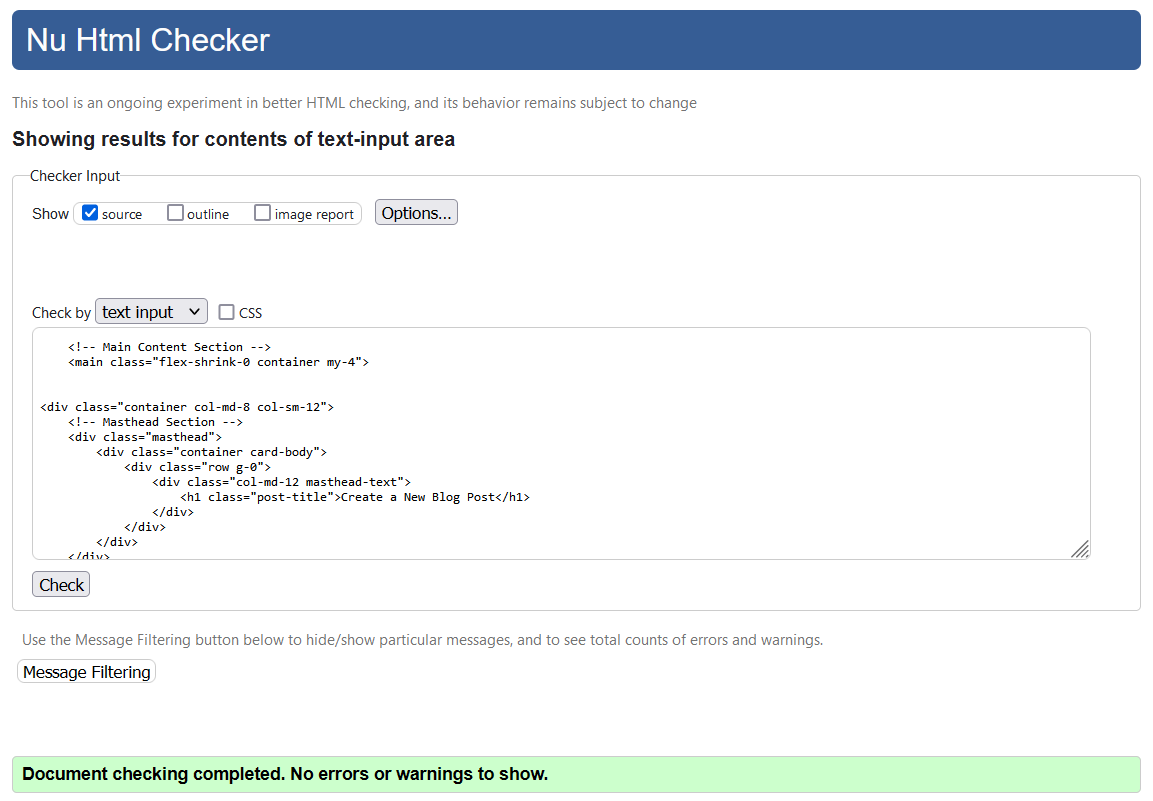 Nu Html Checker
This tool is an ongoing experiment in better HTML checking, and its behavior remains subject to change
Showing results for contents of text-input area
Checker Input
Show source outline image report Options...
Check by text input CSS
<!-- Main Content Section -->
<main class="flex-shrink-0 container my-4">
<div class="container col-md-8 col-sm-12">
<!-- Masthead Section -->
<div class="masthead">
<div class="container card-body">
<div class="row g-0">
<div class="col-md-12 masthead-text">
<h1 class="post-title">Create a New Blog Post</h1>
</div>
</div>
</div>
</div>
Check
Use the Message Filtering button below to hide/show particular messages, and to see total counts of errors and warnings.
Message Filtering
Document checking completed. No errors or warnings to show.